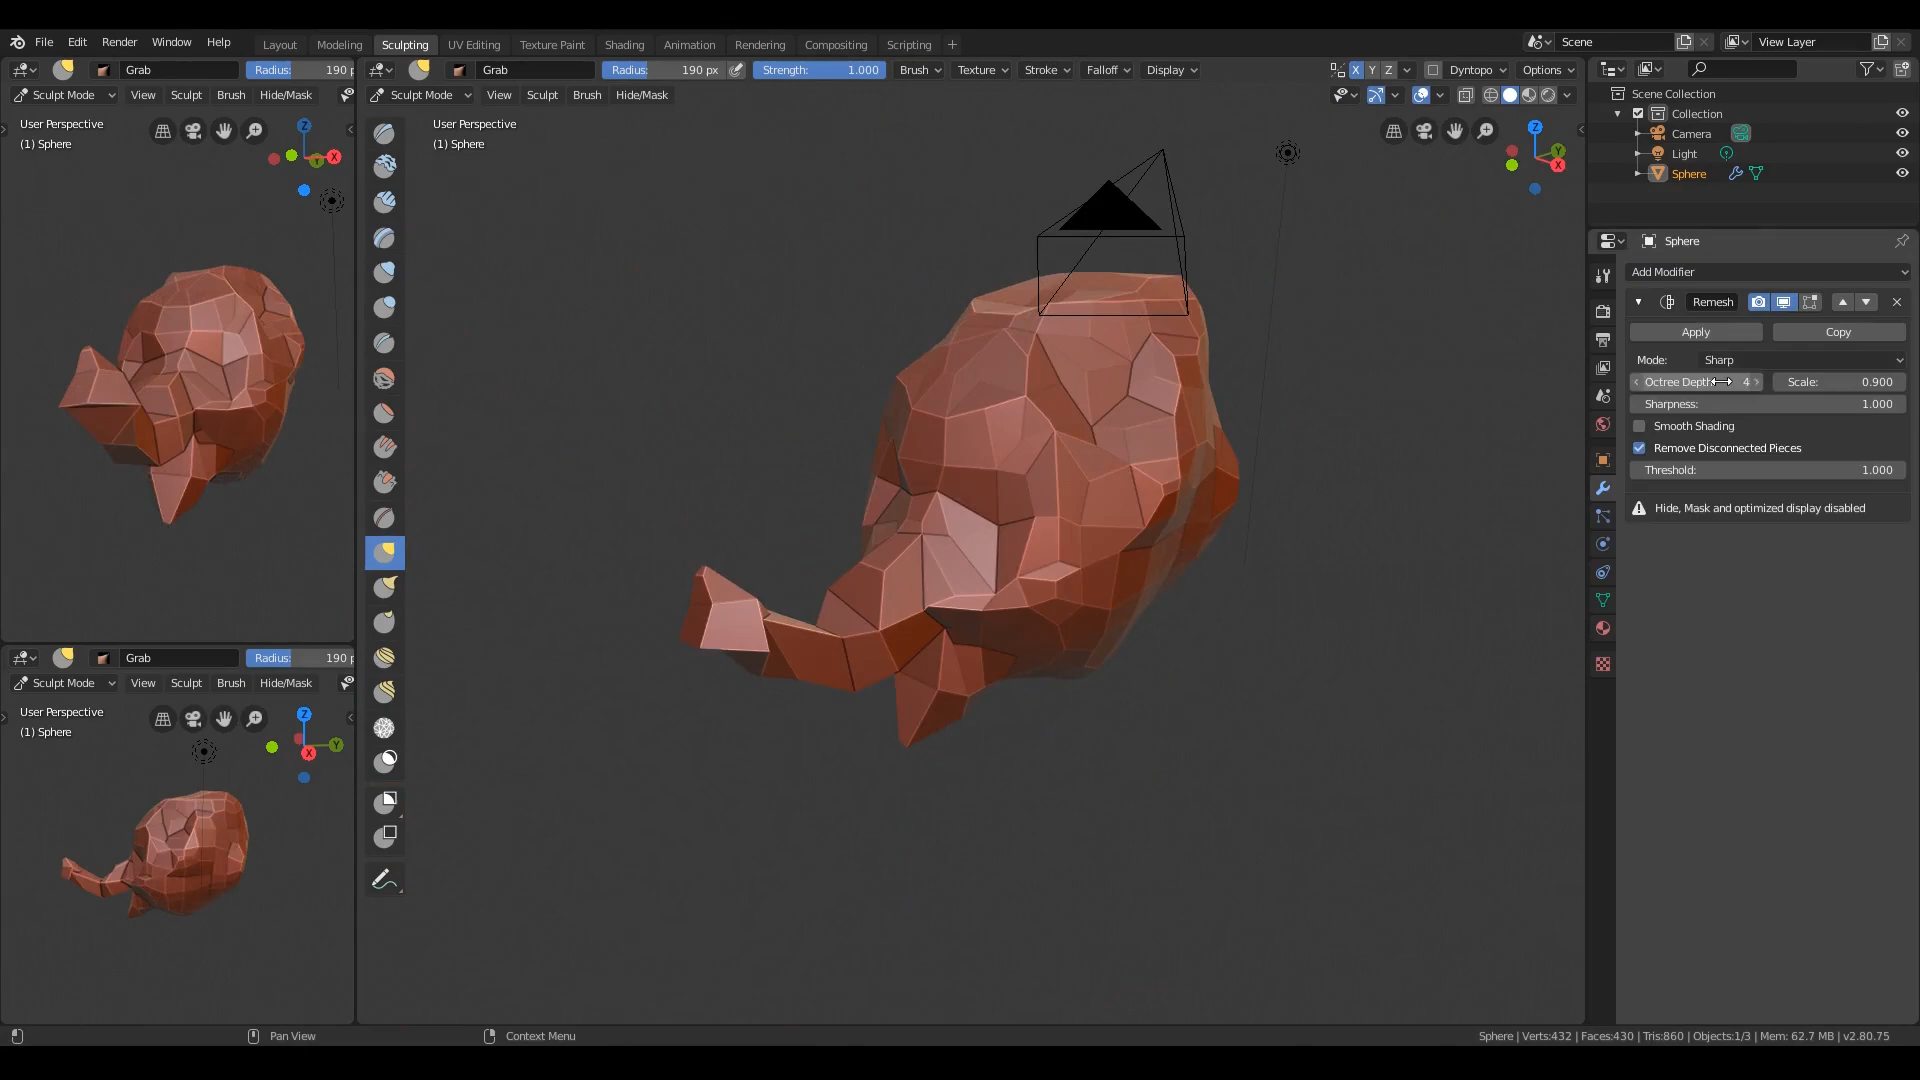 File Edit Render Window Help
Layout Modeling Sculpting UV Editing Texture Paint Shading Animation Rendering Compositing Scripting +
Scene
View Layer
Grab Radius: 190 p
Grab Radius: 190 px Strength: 1.000 Brush Texture Stroke Falloff Display
X Y Z Dyntopo Options
Sculpt Mode View Sculpt Brush Hide/Mask
Sculpt Mode View Sculpt Brush Hide/Mask
User Perspective
(1) Sphere
Z
X
Y
User Perspective
(1) Sphere
Z
Y
X
Scene Collection
Collection
Camera
Light
Sphere
Sphere
Add Modifier
Remesh
Apply Copy
Mode: Sharp
Octree Depth 4 Scale: 0.900
Sharpness: 1.000
Smooth Shading
Remove Disconnected Pieces
Threshold: 1.000
Hide, Mask and optimized display disabled
Grab Radius: 190 p
Sculpt Mode View Sculpt Brush Hide/Mask
User Perspective
(1) Sphere
Z
Y
X
Pan View
Context Menu
Sphere | Verts:432 | Faces:430 | Tris:860 | Objects:1/3 | Mem: 62.7 MB | v2.80.75